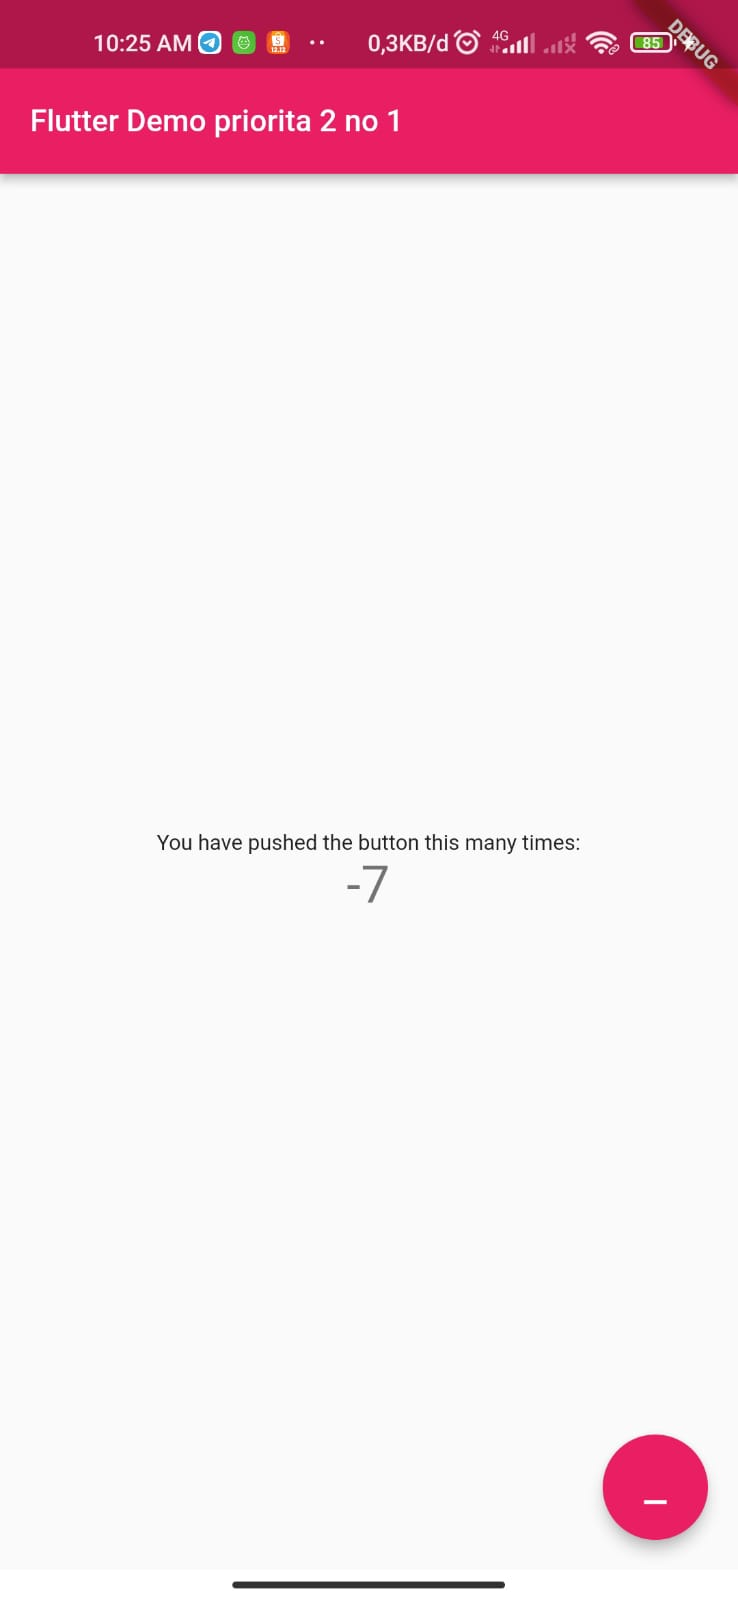 10:25 AM 0,3KB/d 4G 85
DEBUG
Flutter Demo priorita 2 no 1
You have pushed the button this many times:
-7